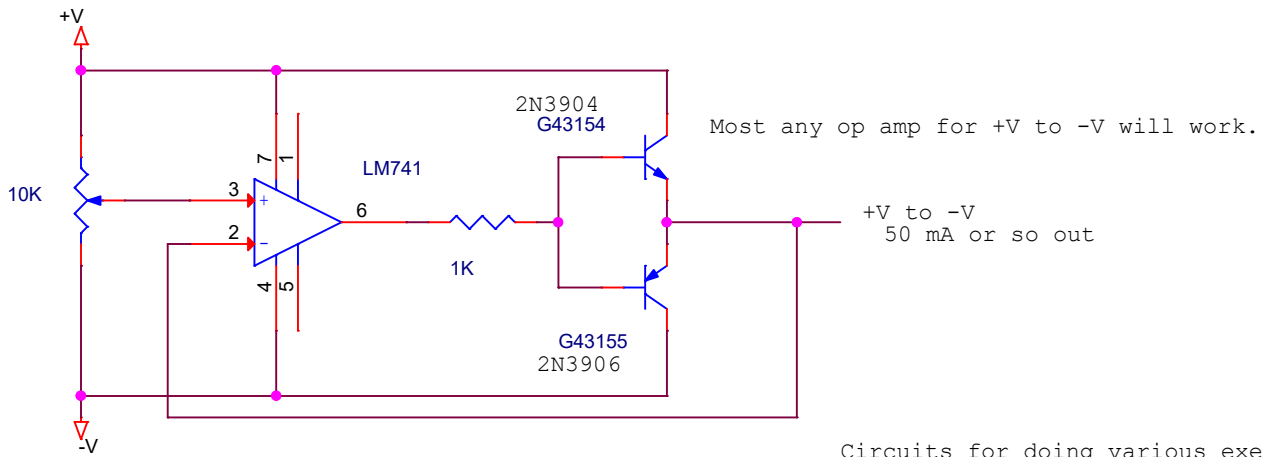 +V
2N3904
G43154
Most any op amp for +V to -V will work.
7
1
LM741
10K
3
+
6
+V to -V
50 mA or so out
2
-
1K
4
5
G43155
2N3906
-V
Circuits for doing various exe